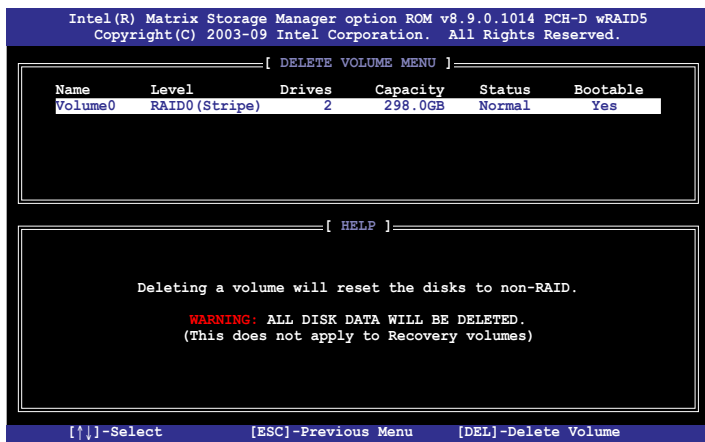 Intel(R) Matrix Storage Manager option ROM v8.9.0.1014 PCH-D wRAID5
Copyright(C) 2003-09 Intel Corporation. All Rights Reserved.
[ DELETE VOLUME MENU ]
Name Level Drives Capacity Status Bootable
Volume0 RAID0(Stripe) 2 298.0GB Normal Yes
[ HELP ]
Deleting a volume will reset the disks to non-RAID.
WARNING: ALL DISK DATA WILL BE DELETED.
(This does not apply to Recovery volumes)
[↑↓]-Select [ESC]-Previous Menu [DEL]-Delete Volume